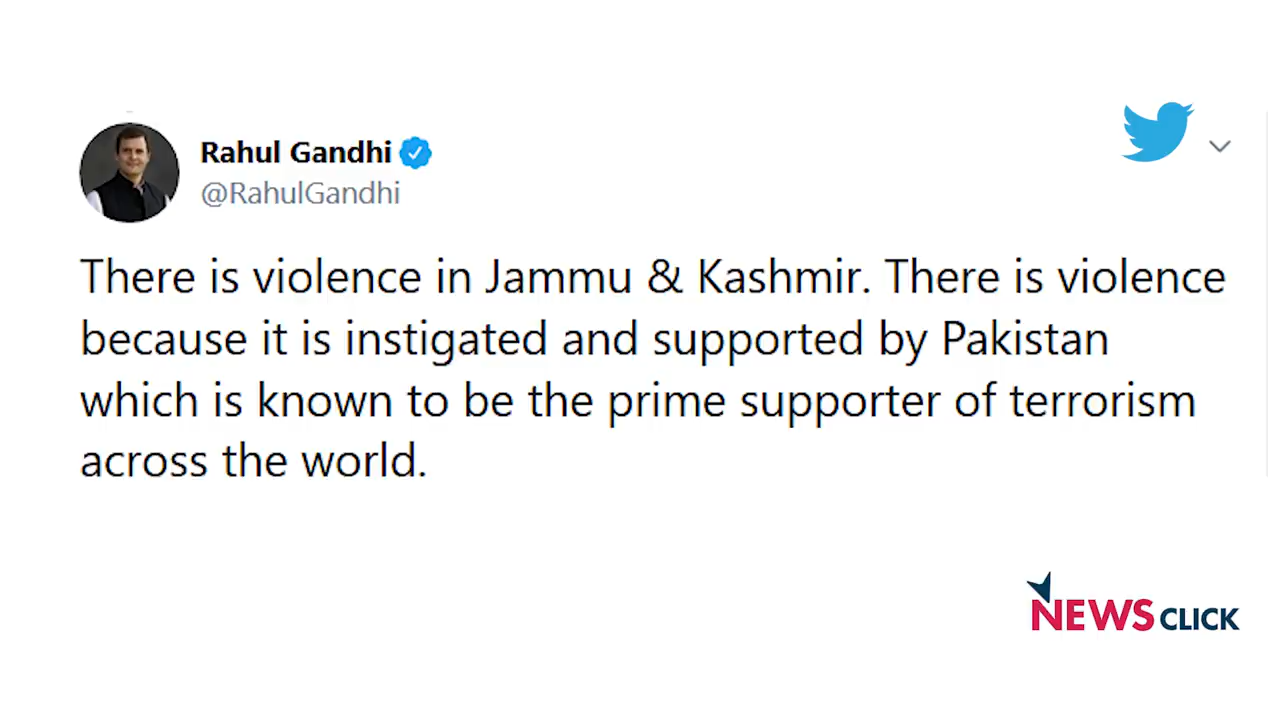 Rahul Gandhi
@RahulGandhi
There is violence in Jammu & Kashmir. There is violence
because it is instigated and supported by Pakistan
which is known to be the prime supporter of terrorism
across the world.
NEWSCLICK